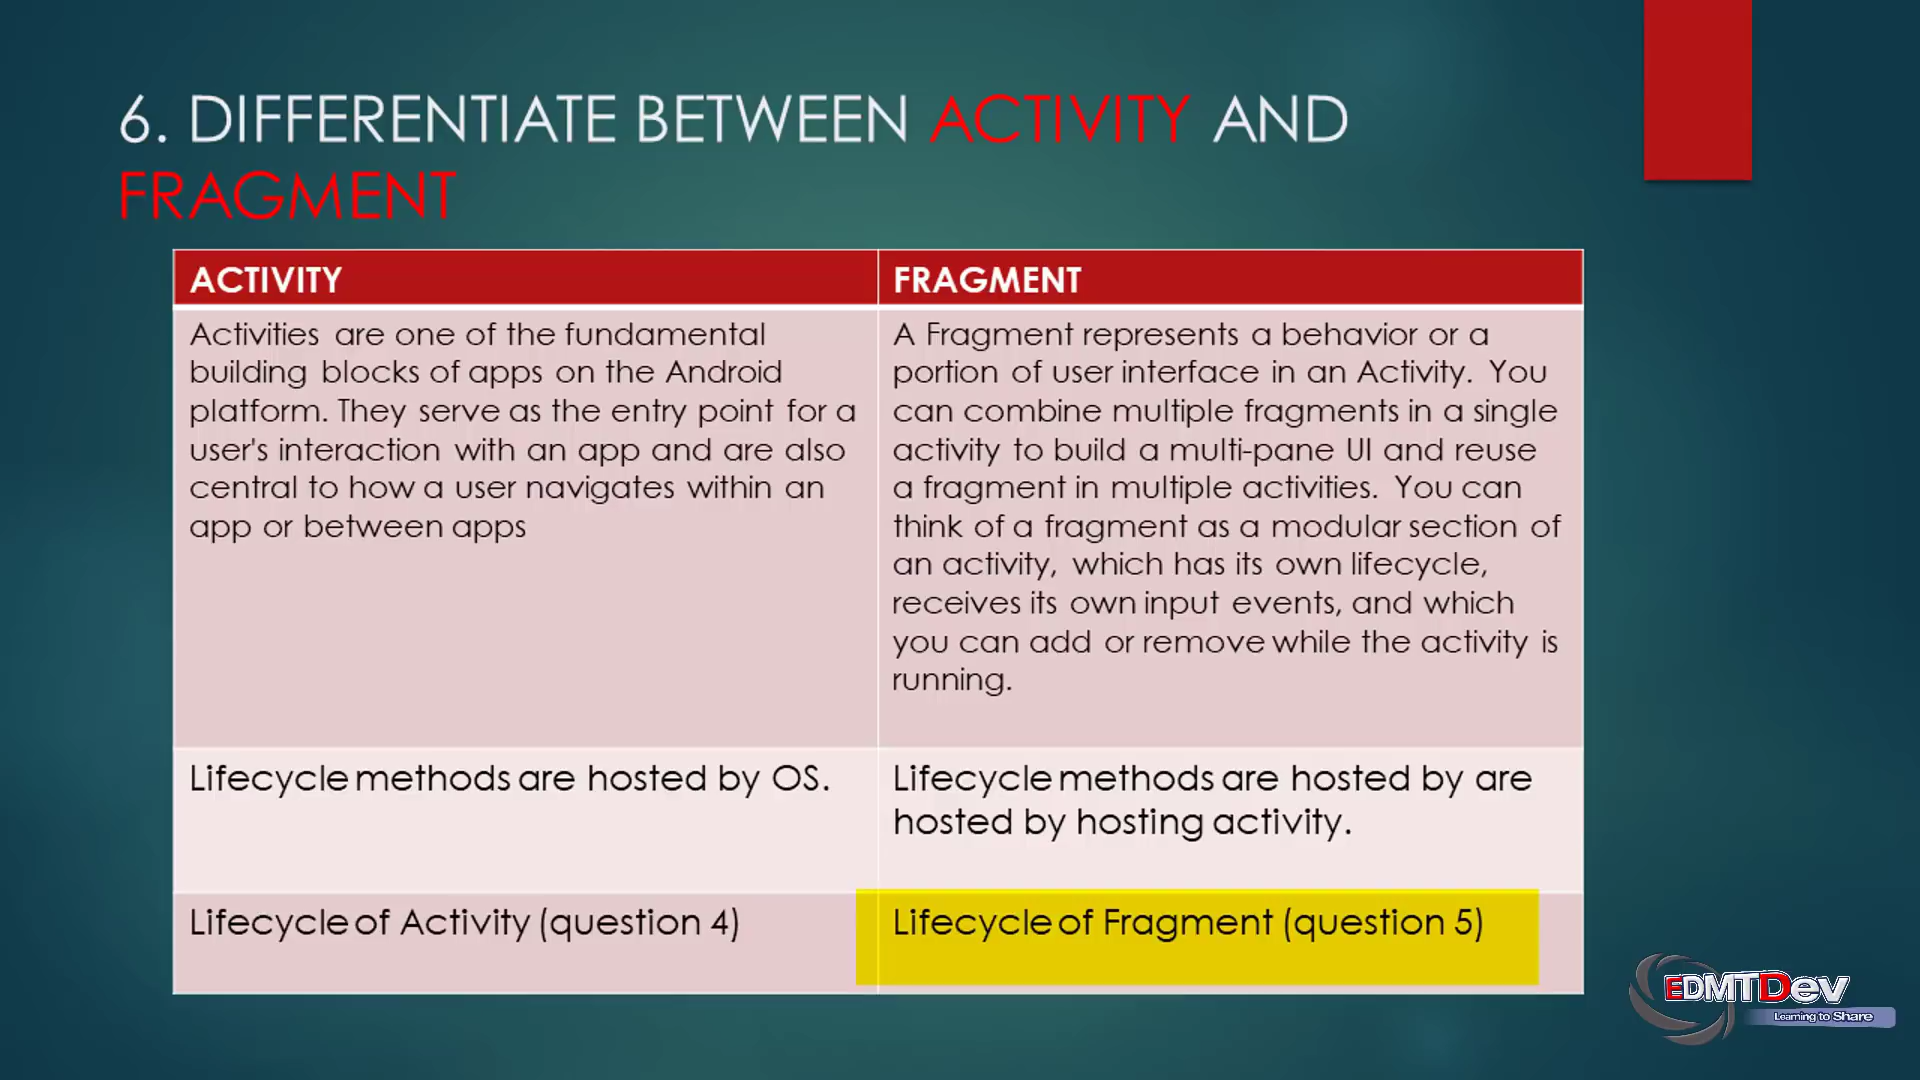 6. DIFFERENTIATE BETWEEN ACTIVITY AND
FRAGMENT
ACTIVITY
Activities are one of the fundamental
building blocks of apps on the Android
platform. They serve as the entry point for a
user's interaction with an app and are also
central to how a user navigates within an
app or between apps
FRAGMENT
A Fragment represents a behavior or a
portion of user interface in an Activity. You
can combine multiple fragments in a single
activity to build a multi-pane UI and reuse
a fragment in multiple activities. You can
think of a fragment as a modular section of
an activity, which has its own lifecycle,
receives its own input events, and which
you can add or remove while the activity is
running.
Lifecycle methods are hosted by OS.
Lifecycle methods are hosted by are
hosted by hosting activity.
Lifecycle of Activity (question 4)
Lifecycle of Fragment (question 5)
EDMTDev
Learning to Share